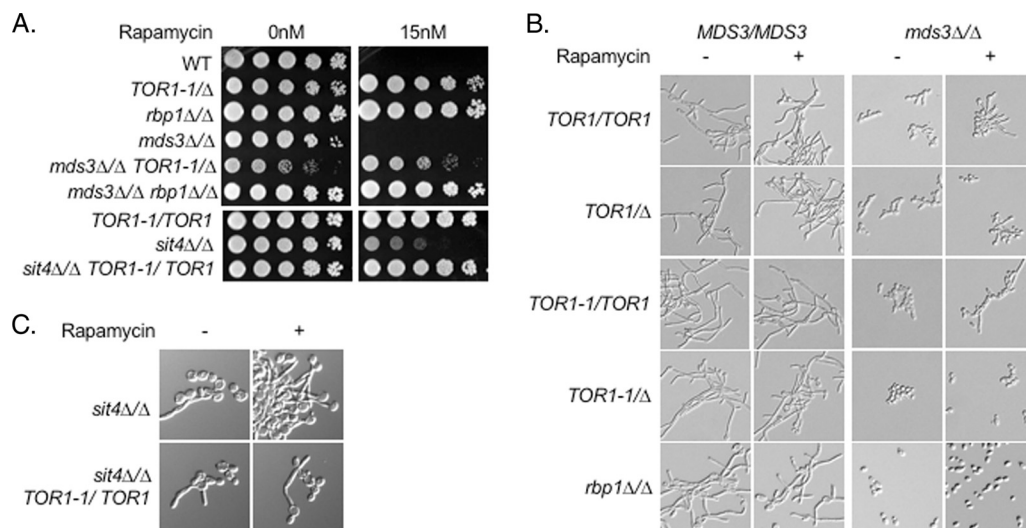 A.
Rapamycin 0nM 15nM
WT
TOR1-1/Δ
rbp1Δ/Δ
mds3Δ/Δ
mds3Δ/Δ TOR1-1/Δ
mds3Δ/Δ rbp1Δ/Δ
TOR1-1/TOR1
sit4Δ/Δ
sit4Δ/Δ TOR1-1/ TOR1
B.
MDS3/MDS3 mds3Δ/Δ
Rapamycin - + - +
TOR1/TOR1
TOR1/Δ
TOR1-1/TOR1
TOR1-1/Δ
rbp1Δ/Δ
C.
Rapamycin - +
sit4Δ/Δ
sit4Δ/Δ
TOR1-1/ TOR1